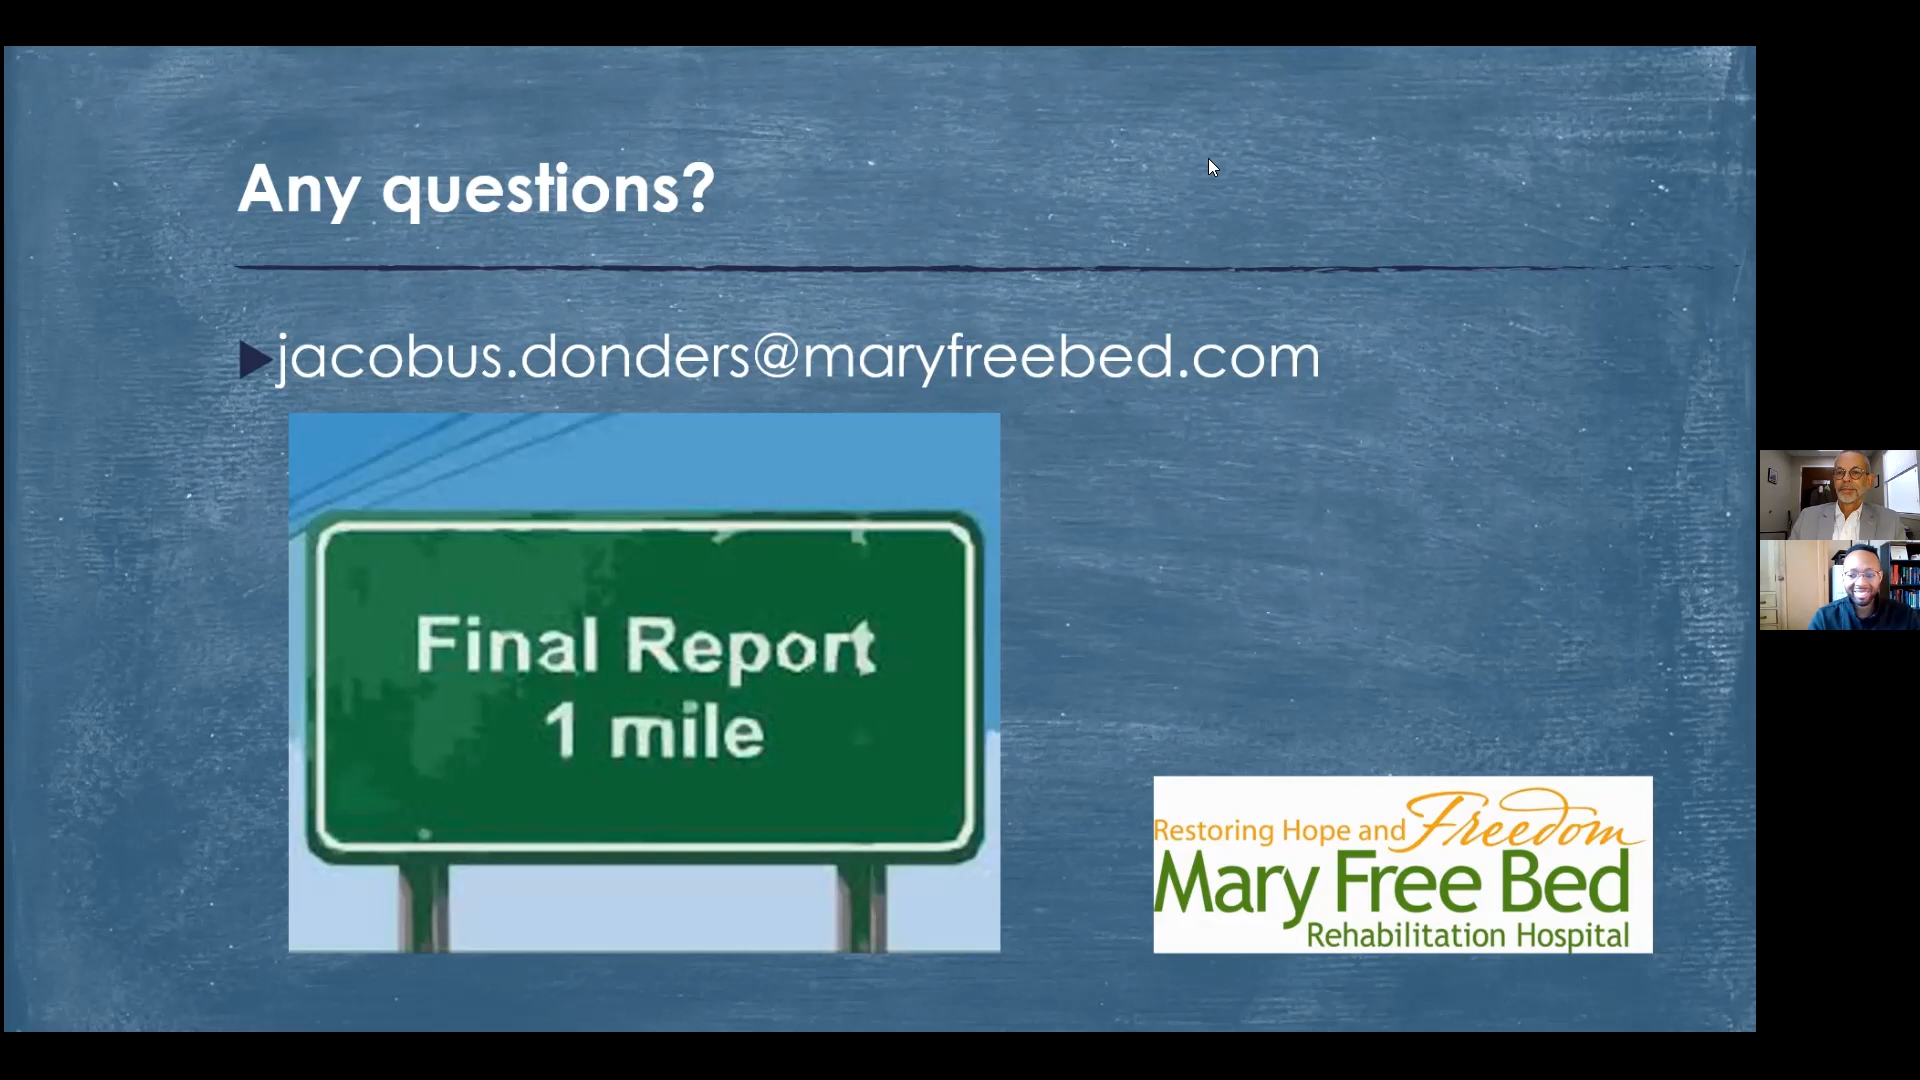 Any questions?
jacobus.donders@maryfreebed.com
Final Report
1 mile
Restoring Hope and Freedom
Mary Free Bed
Rehabilitation Hospital